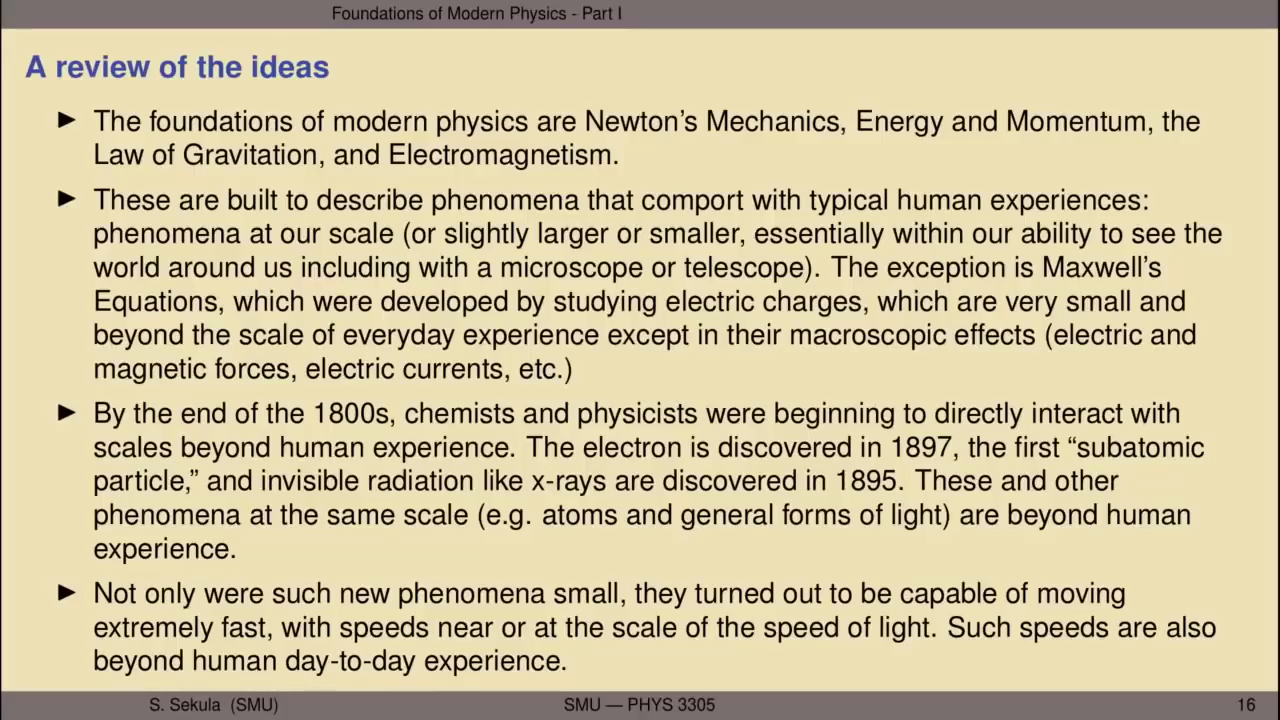 Foundations of Modern Physics - Part I
A review of the ideas
▶ The foundations of modern physics are Newton's Mechanics, Energy and Momentum, the
Law of Gravitation, and Electromagnetism.
▶ These are built to describe phenomena that comport with typical human experiences:
phenomena at our scale (or slightly larger or smaller, essentially within our ability to see the
world around us including with a microscope or telescope). The exception is Maxwell's
Equations, which were developed by studying electric charges, which are very small and
beyond the scale of everyday experience except in their macroscopic effects (electric and
magnetic forces, electric currents, etc.)
▶ By the end of the 1800s, chemists and physicists were beginning to directly interact with
scales beyond human experience. The electron is discovered in 1897, the first “subatomic
particle,” and invisible radiation like x-rays are discovered in 1895. These and other
phenomena at the same scale (e.g. atoms and general forms of light) are beyond human
experience.
▶ Not only were such new phenomena small, they turned out to be capable of moving
extremely fast, with speeds near or at the scale of the speed of light. Such speeds are also
beyond human day-to-day experience.
S. Sekula (SMU) SMU — PHYS 3305 16